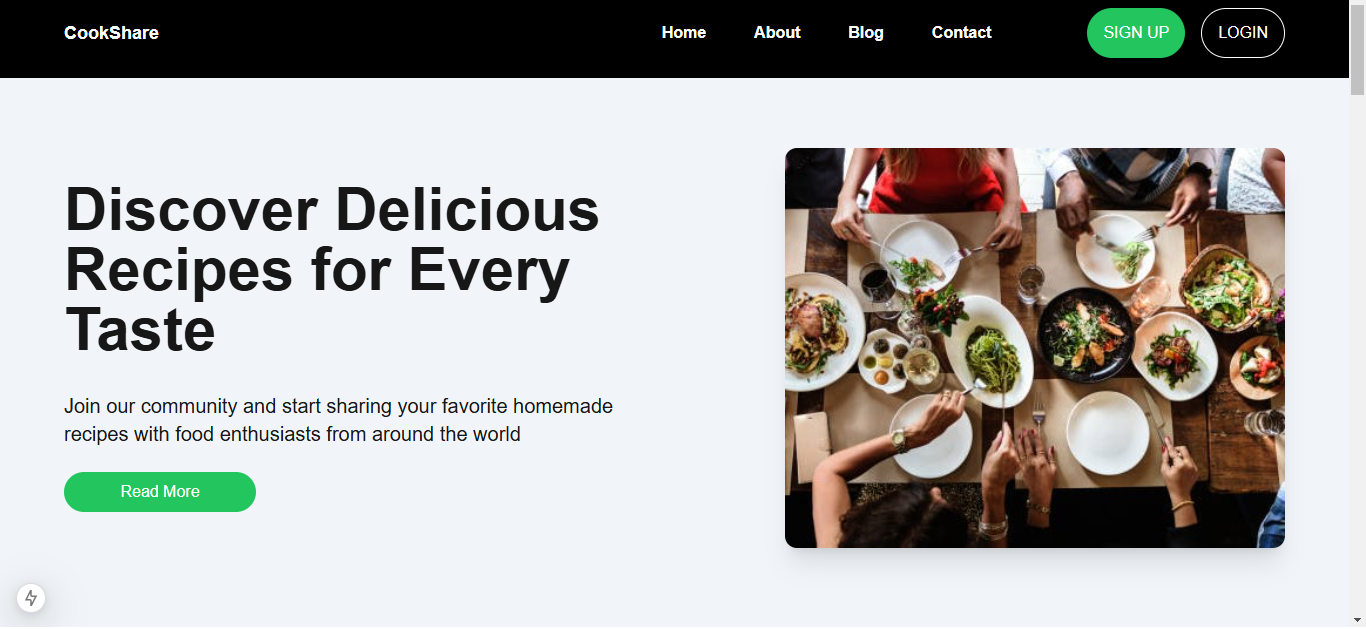 CookShare
Home
About
Blog
Contact
SIGN UP
LOGIN
Discover Delicious
Recipes for Every
Taste
Join our community and start sharing your favorite homemade
recipes with food enthusiasts from around the world
Read More